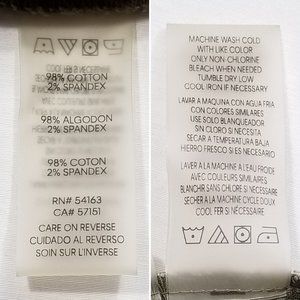 98% COTTON
2% SPANDEX
98% ALGODON
2% SPANDEX
98% COTON
2% SPANDEX
RN# 54163
CA# 57151
CARE ON REVERSE
CUIDADO AL REVERSO
SOIN SUR L'INVERSE
MACHINE WASH COLD
WITH LIKE COLOR
ONLY NON-CLORINE
BLEACH WHEN NEEDED
TUMBLE DRY LOW
COOL IRON IF NECESSARY
LAVAR A MAQUINA CON AGUA FRIA
CON COLORES SIMILARES
USE SOLO BLANQUEADOR
SIN CLORO SI NECESITA
SECAR A TEMPERATURA BAJA
HIERRO FRESCO SI ES NECESARIO
LAVER A LA MACHINE A L'EAU FROIDE
AVEC COULEURS SIMILAIRES
BLANCHIR SANS CHLORE SI NECESSAIRE
SECHER A LA MACHINE CYCLE DOUX
COOL FER SI NECESSAIRE